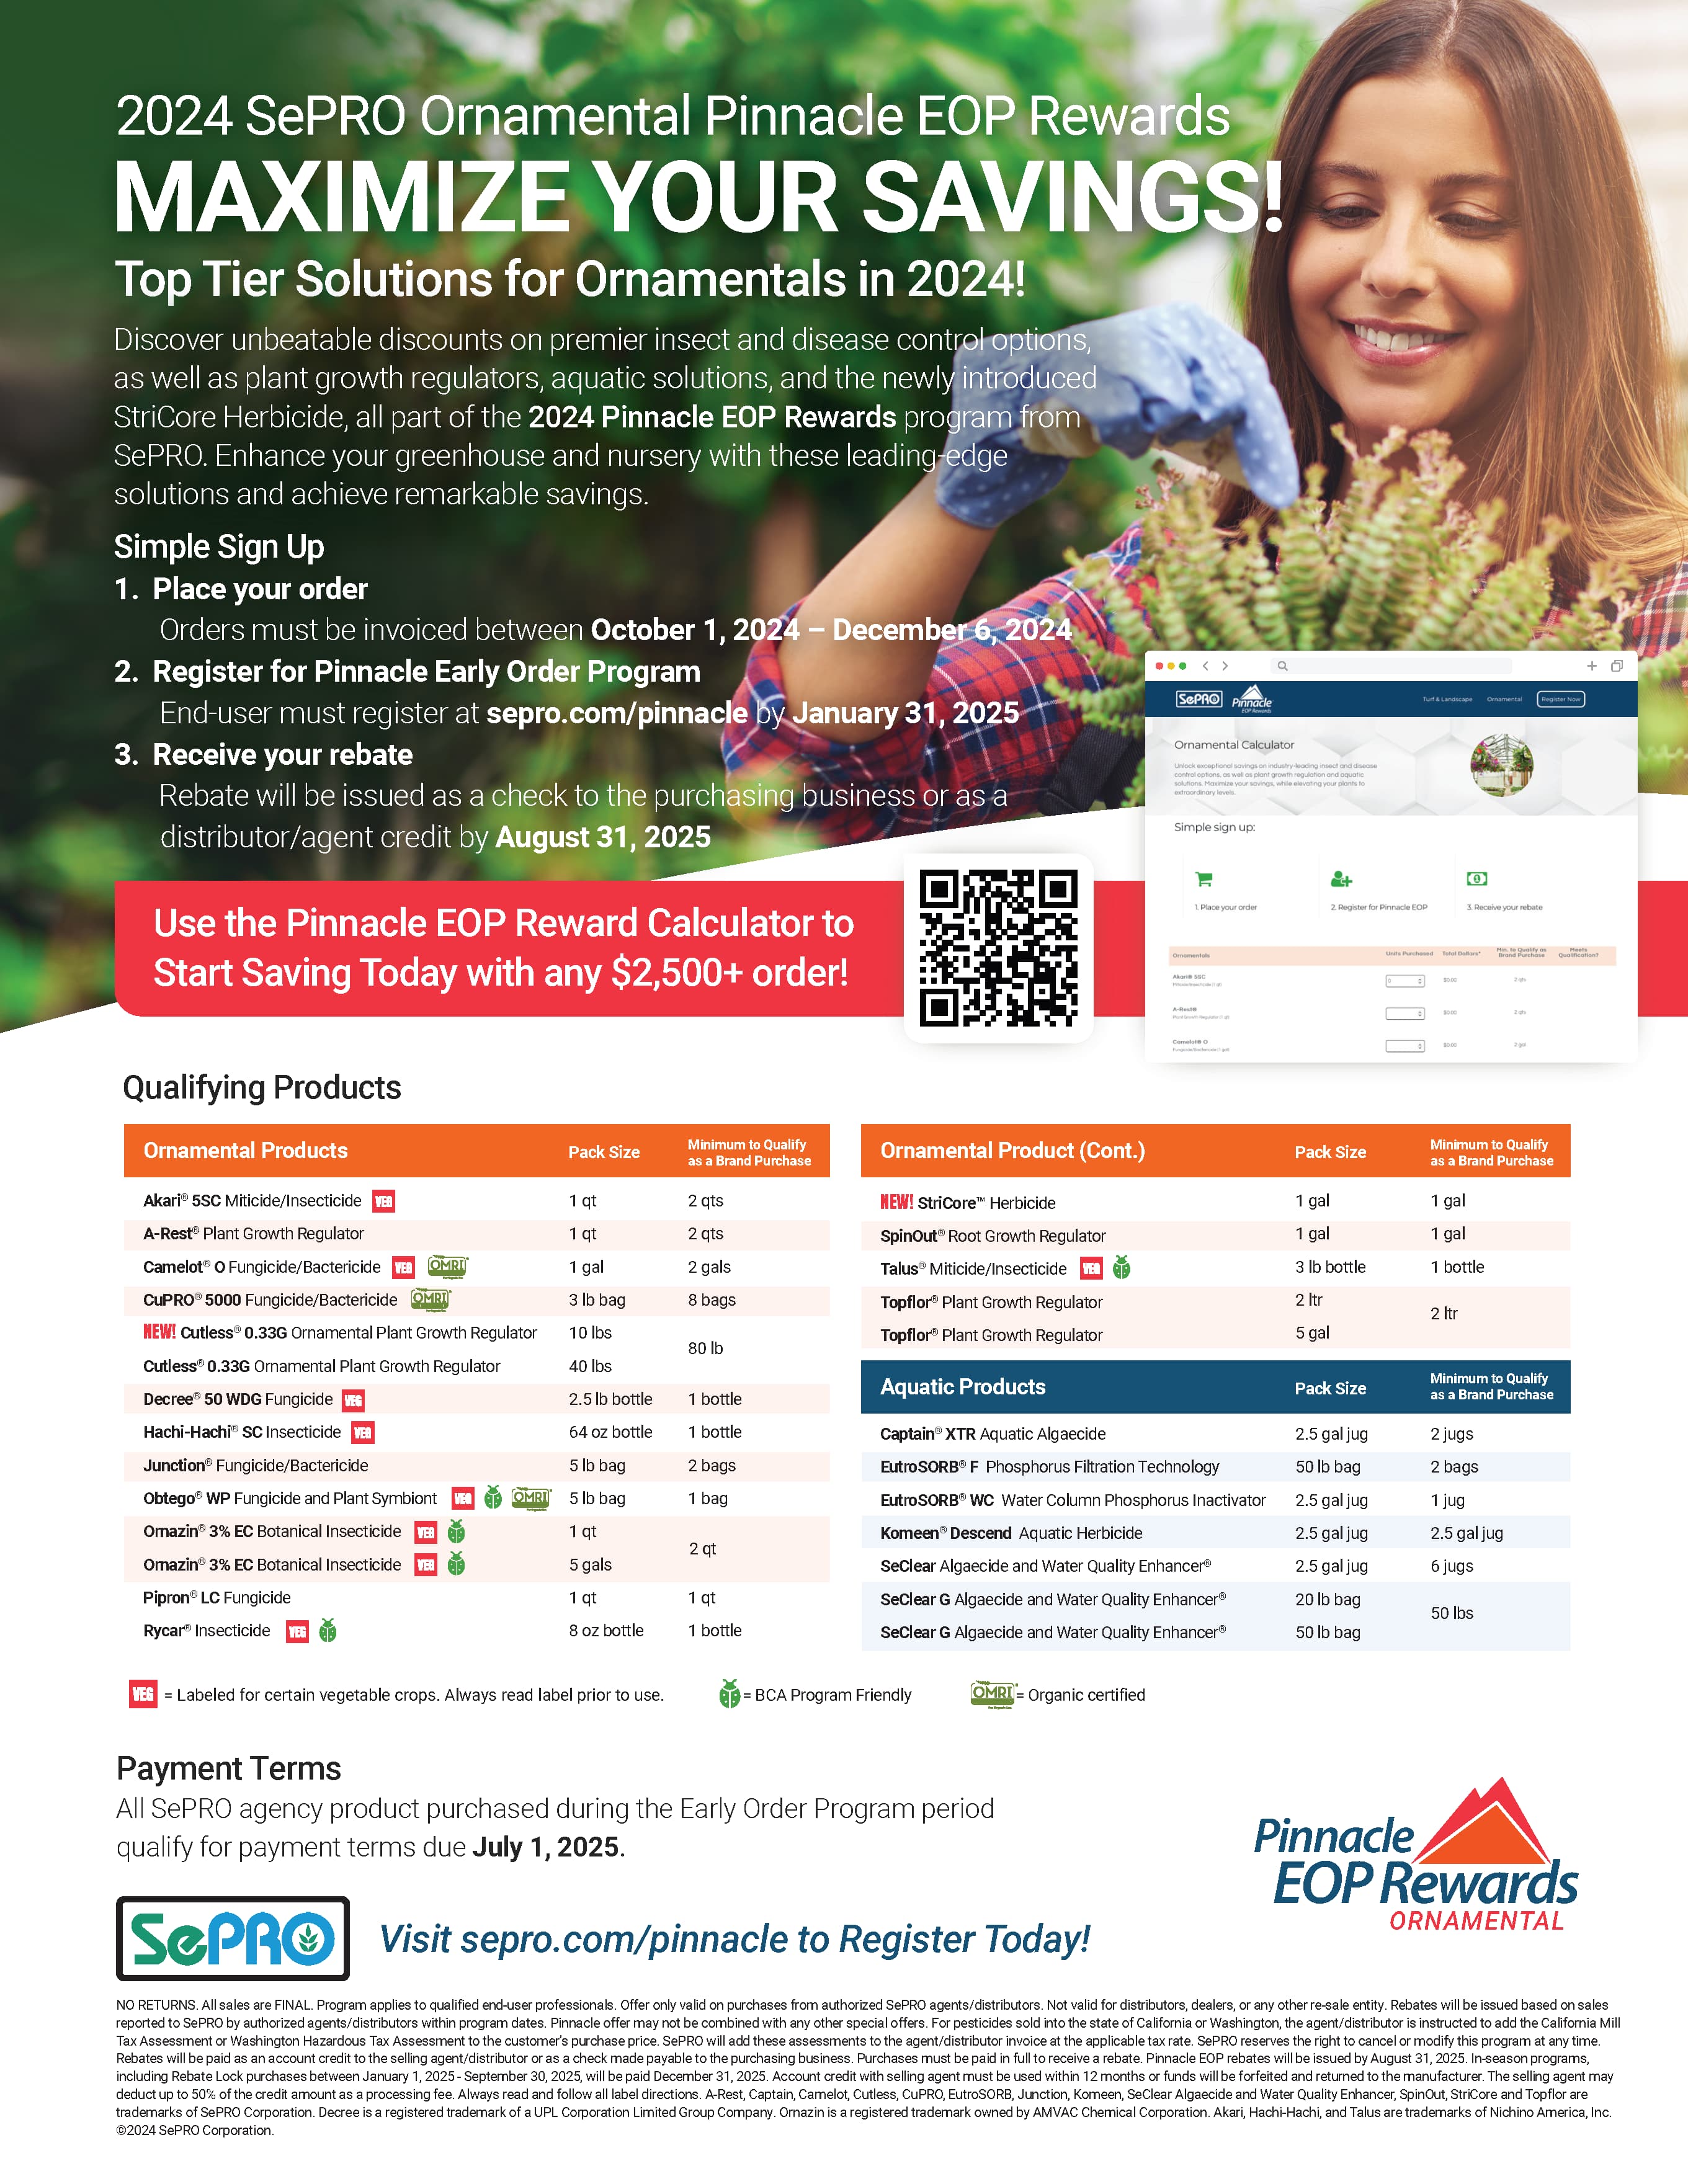 2024 SePRO Ornamental Pinnacle EOP Rewards
MAXIMIZE YOUR SAVINGS!
Top Tier Solutions for Ornamentals in 2024!
Discover unbeatable discounts on premier insect and disease control options,
as well as plant growth regulators, aquatic solutions, and the newly introduced
StriCore Herbicide, all part of the 2024 Pinnacle EOP Rewards program from
SePRO. Enhance your greenhouse and nursery with these leading-edge
solutions and achieve remarkable savings.
Simple Sign Up
1. Place your order
Orders must be invoiced between October 1, 2024 – December 6, 2024
2. Register for Pinnacle Early Order Program
End-user must register at sepro.com/pinnacle by January 31, 2025
3. Receive your rebate
Rebate will be issued as a check to the purchasing business or as a
distributor/agent credit by August 31, 2025
Use the Pinnacle EOP Reward Calculator to
Start Saving Today with any $2,500+ order!
SePRO Pinnacle EOP Rewards Turf & Landscape Ornamental Register Now
Ornamental Calculator
Unlock exceptional savings on industry-leading insect and disease
control options, as well as plant growth regulation and aquatic
solutions. Maximize your savings, while elevating your plants to
extraordinary levels.
Simple sign up:
1. Place your order 2. Register for Pinnacle EOP 3. Receive your rebate
Ornamentals Units Purchased Total Dollars* Min. to Qualify as Brand Purchase Meets Qualification?
Akari® 5SC 0 $0.00 2 qts
A-Rest® $0.00 2 qts
Camelot® O $0.00 2 gal
Qualifying Products
Ornamental Products Pack Size Minimum to Qualify as a Brand Purchase
Akari® 5SC Miticide/Insecticide VEG 1 qt 2 qts
A-Rest® Plant Growth Regulator 1 qt 2 qts
Camelot® O Fungicide/Bactericide VEG OMRI 1 gal 2 gals
CuPRO® 5000 Fungicide/Bactericide OMRI 3 lb bag 8 bags
NEW! Cutless® 0.33G Ornamental Plant Growth Regulator 10 lbs
80 lb
Cutless® 0.33G Ornamental Plant Growth Regulator 40 lbs
Decree® 50 WDG Fungicide VEG 2.5 lb bottle 1 bottle
Hachi-Hachi® SC Insecticide VEG 64 oz bottle 1 bottle
Junction® Fungicide/Bactericide 5 lb bag 2 bags
Obtego® WP Fungicide and Plant Symbiont VEG OMRI 5 lb bag 1 bag
Ornazin® 3% EC Botanical Insecticide VEG 1 qt
2 qt
Ornazin® 3% EC Botanical Insecticide VEG 5 gals
Pipron® LC Fungicide 1 qt 1 qt
Rycar® Insecticide VEG 8 oz bottle 1 bottle
Ornamental Product (Cont.) Pack Size Minimum to Qualify as a Brand Purchase
NEW! StriCore™ Herbicide 1 gal 1 gal
SpinOut® Root Growth Regulator 1 gal 1 gal
Talus® Miticide/Insecticide VEG 3 lb bottle 1 bottle
Topflor® Plant Growth Regulator 2 ltr
2 ltr
Topflor® Plant Growth Regulator 5 gal
Aquatic Products Pack Size Minimum to Qualify as a Brand Purchase
Captain® XTR Aquatic Algaecide 2.5 gal jug 2 jugs
EutroSORB® F Phosphorus Filtration Technology 50 lb bag 2 bags
EutroSORB® WC Water Column Phosphorus Inactivator 2.5 gal jug 1 jug
Komeen® Descend Aquatic Herbicide 2.5 gal jug 2.5 gal jug
SeClear Algaecide and Water Quality Enhancer® 2.5 gal jug 6 jugs
SeClear G Algaecide and Water Quality Enhancer® 20 lb bag
50 lbs
SeClear G Algaecide and Water Quality Enhancer® 50 lb bag
VEG = Labeled for certain vegetable crops. Always read label prior to use. = BCA Program Friendly OMRI = Organic certified
Payment Terms
All SePRO agency product purchased during the Early Order Program period
qualify for payment terms due July 1, 2025.
Pinnacle
EOP Rewards
ORNAMENTAL
SePRO
Visit sepro.com/pinnacle to Register Today!
NO RETURNS. All sales are FINAL. Program applies to qualified end-user professionals. Offer only valid on purchases from authorized SePRO agents/distributors. Not valid for distributors, dealers, or any other re-sale entity. Rebates will be issued based on sales
reported to SePRO by authorized agents/distributors within program dates. Pinnacle offer may not be combined with any other special offers. For pesticides sold into the state of California or Washington, the agent/distributor is instructed to add the California Mill
Tax Assessment or Washington Hazardous Tax Assessment to the customer's purchase price. SePRO will add these assessments to the agent/distributor invoice at the applicable tax rate. SePRO reserves the right to cancel or modify this program at any time.
Rebates will be paid as an account credit to the selling agent/distributor or as a check made payable to the purchasing business. Purchases must be paid in full to receive a rebate. Pinnacle EOP rebates will be issued by August 31, 2025. In-season programs,
including Rebate Lock purchases between January 1, 2025 - September 30, 2025, will be paid December 31, 2025. Account credit with selling agent must be used within 12 months or funds will be forfeited and returned to the manufacturer. The selling agent may
deduct up to 50% of the credit amount as a processing fee. Always read and follow all label directions. A-Rest, Captain, Camelot, Cutless, CuPRO, EutroSORB, Junction, Komeen, SeClear Algaecide and Water Quality Enhancer, SpinOut, StriCore and Topflor are
trademarks of SePRO Corporation. Decree is a registered trademark of a UPL Corporation Limited Group Company. Ornazin is a registered trademark owned by AMVAC Chemical Corporation. Akari, Hachi-Hachi, and Talus are trademarks of Nichino America, Inc.
©2024 SePRO Corporation.